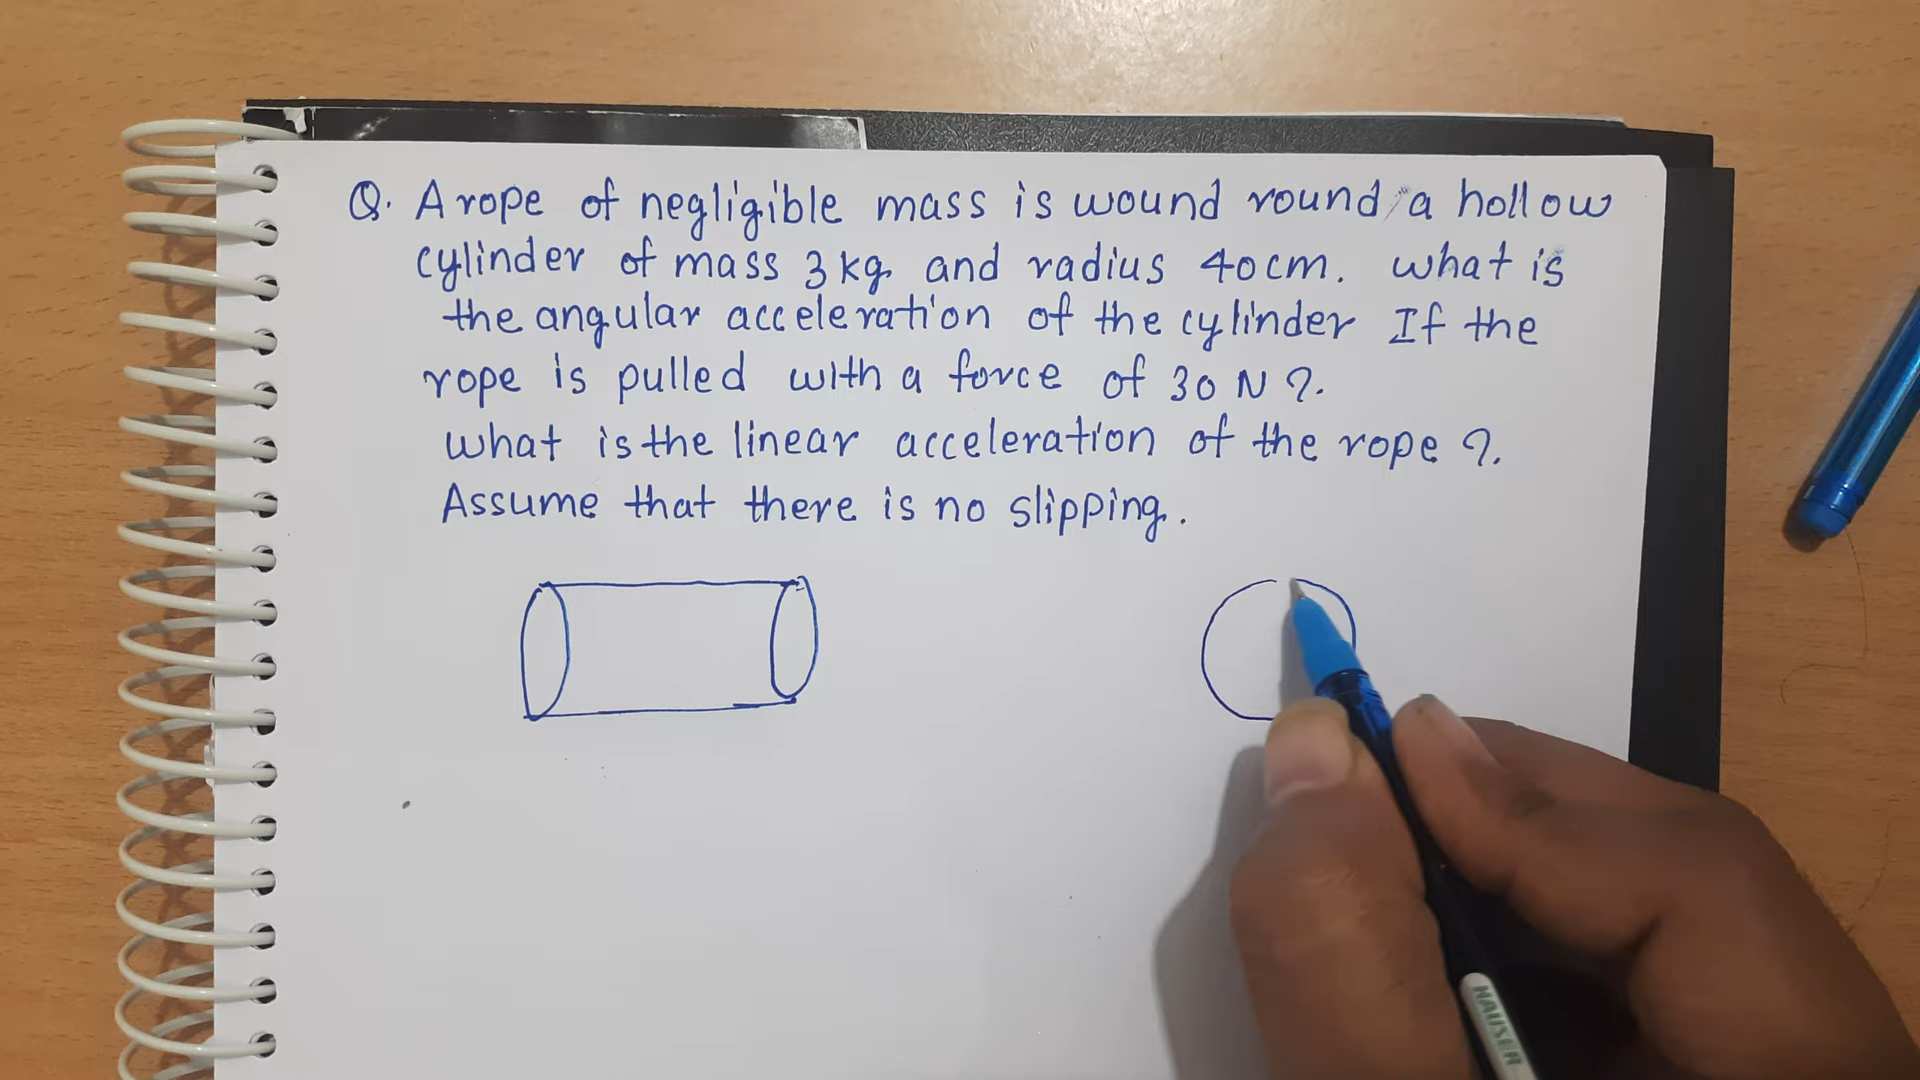 Q. A rope of negligible mass is wound round a hollow
cylinder of mass 3 kg and radius 40 cm. What is
the angular acceleration of the cylinder If the
rope is pulled with a force of 30 N ?.
What is the linear acceleration of the rope ?.
Assume that there is no slipping.
HAUSER